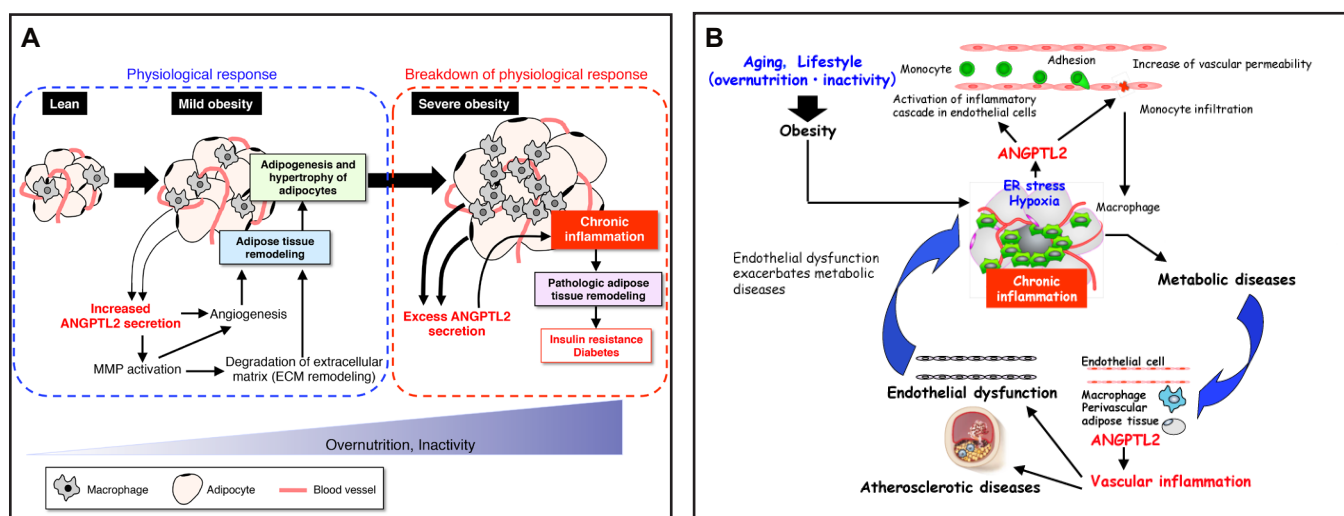 A
Physiological response
Breakdown of physiological response
Lean
Mild obesity
Severe obesity
Adipogenesis and
hypertrophy of
adipocytes
Adipose tissue
remodeling
Increased
ANGPTL2 secretion
Angiogenesis
MMP activation
Degradation of extracellular
matrix (ECM remodeling)
Chronic
inflammation
Pathologic adipose
tissue remodeling
Excess ANGPTL2
secretion
Insulin resistance
Diabetes
Overnutrition, Inactivity
Macrophage
Adipocyte
Blood vessel
B
Aging, Lifestyle
(overnutrition・inactivity)
Obesity
Monocyte
Adhesion
Increase of vascular permeability
Activation of inflammatory
cascade in endothelial cells
Monocyte infiltration
ANGPTL2
ER stress
Hypoxia
Macrophage
Chronic
inflammation
Endothelial dysfunction
exacerbates metabolic
diseases
Metabolic diseases
Endothelial cell
Macrophage
Perivascular
adipose tissue
ANGPTL2
Vascular inflammation
Endothelial dysfunction
Atherosclerotic diseases